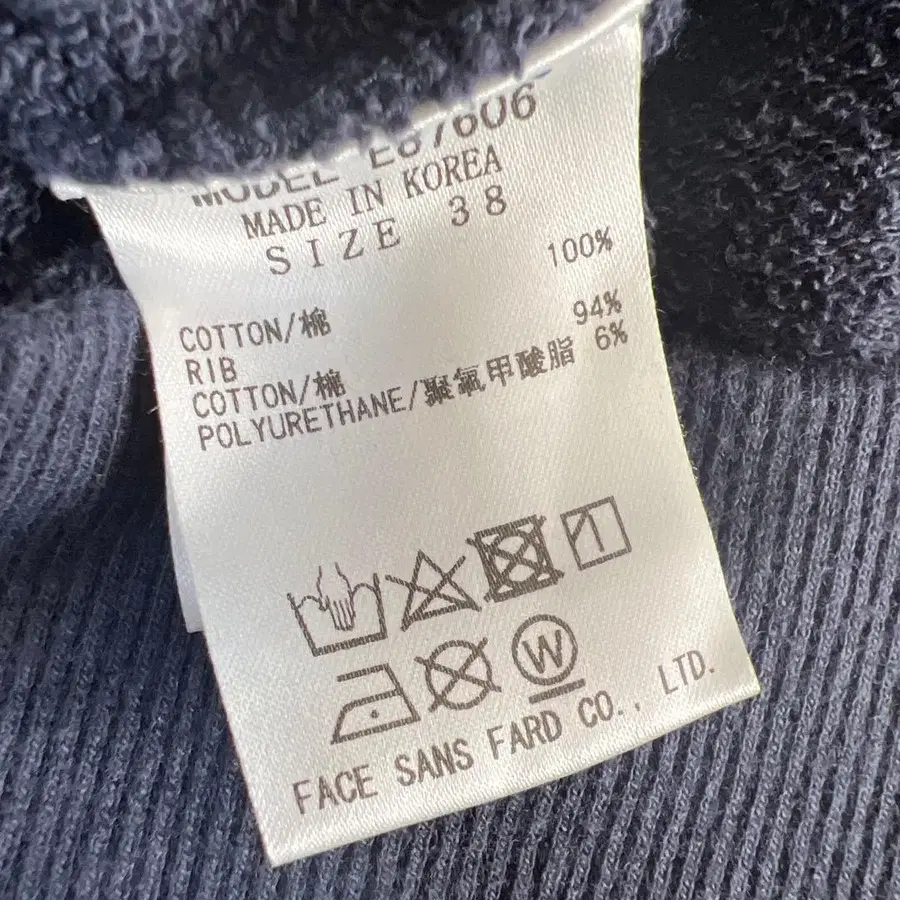 MODEL E87606
MADE IN KOREA
SIZE 38
100%
COTTON/棉
RIB
COTTON/棉 94%
POLYURETHANE/聚氨甲酸脂 6%
W
FACE SANS FARD CO., LTD.